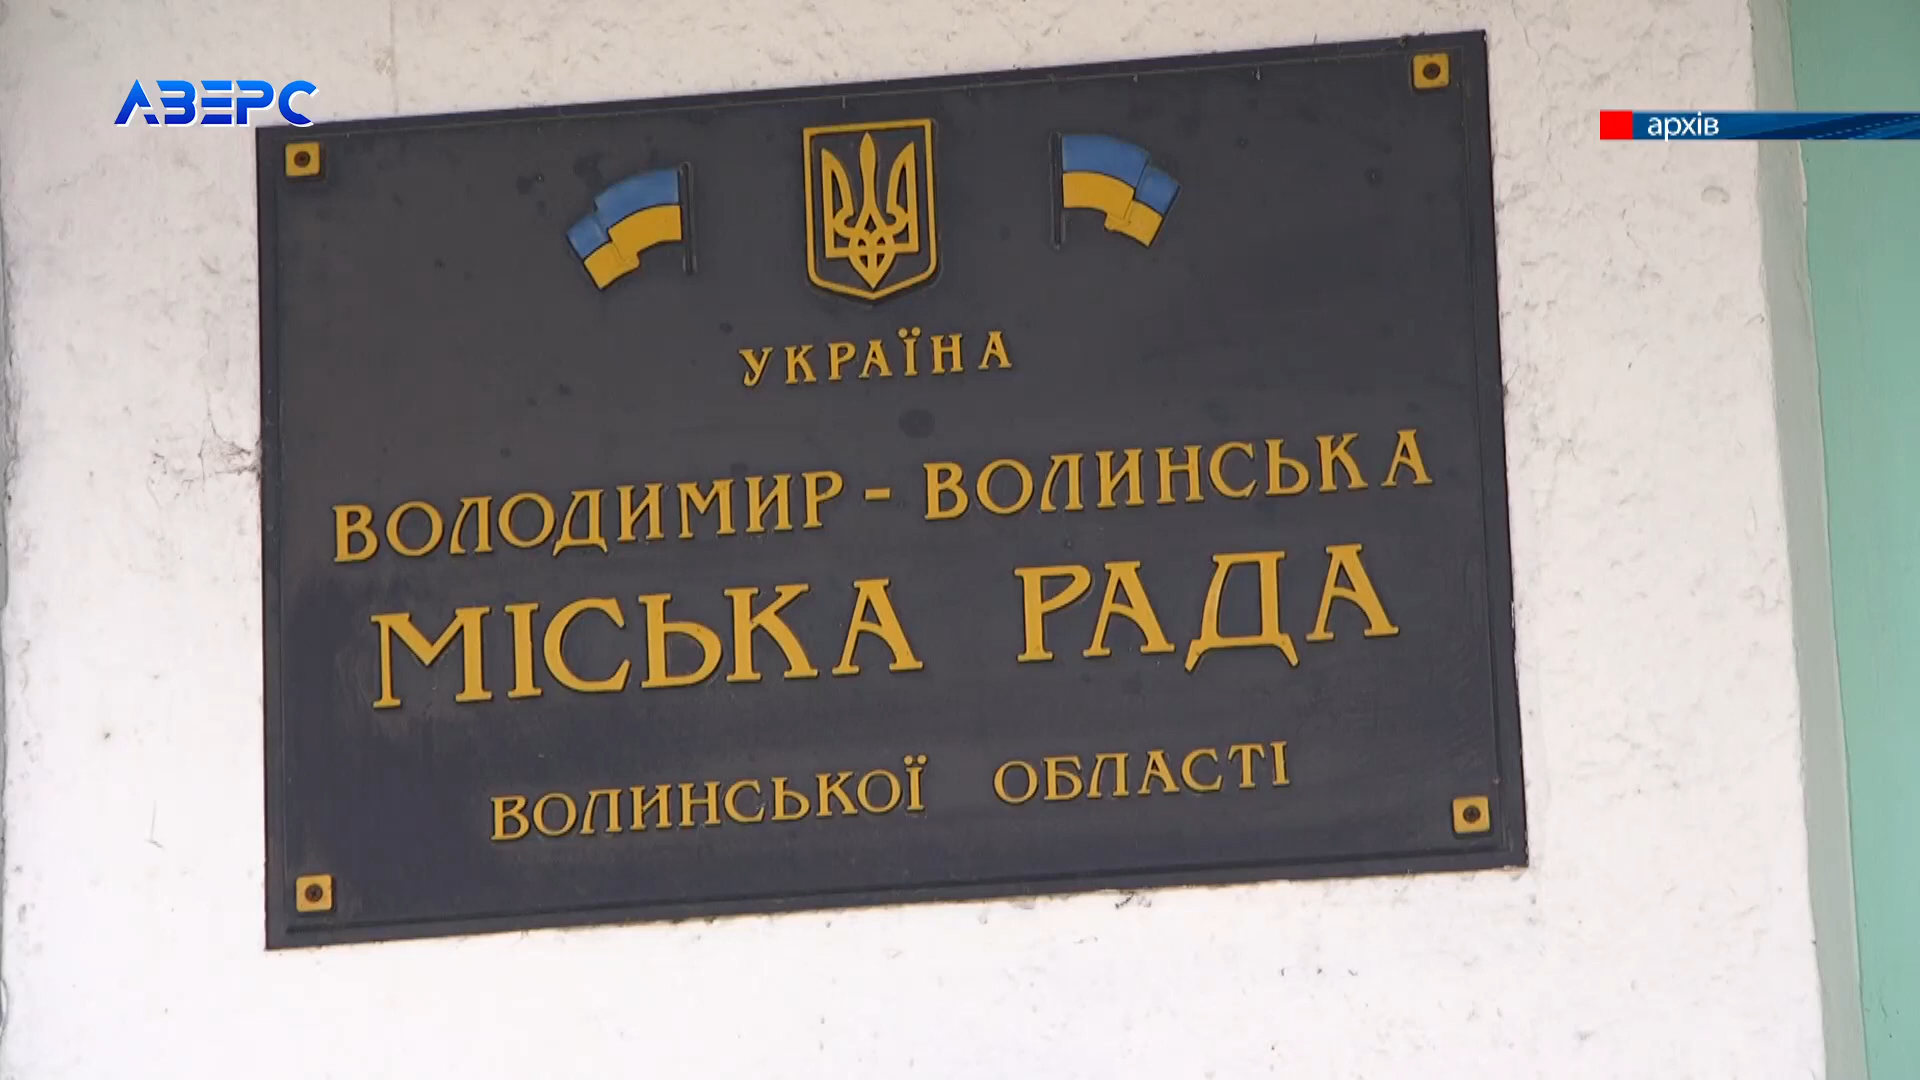 АВЕРС
архів
УКРАЇНА
ВОЛОДИМИР - ВОЛИНСЬКА
МІСЬКА РАДА
ВОЛИНСЬКОЇ ОБЛАСТІ